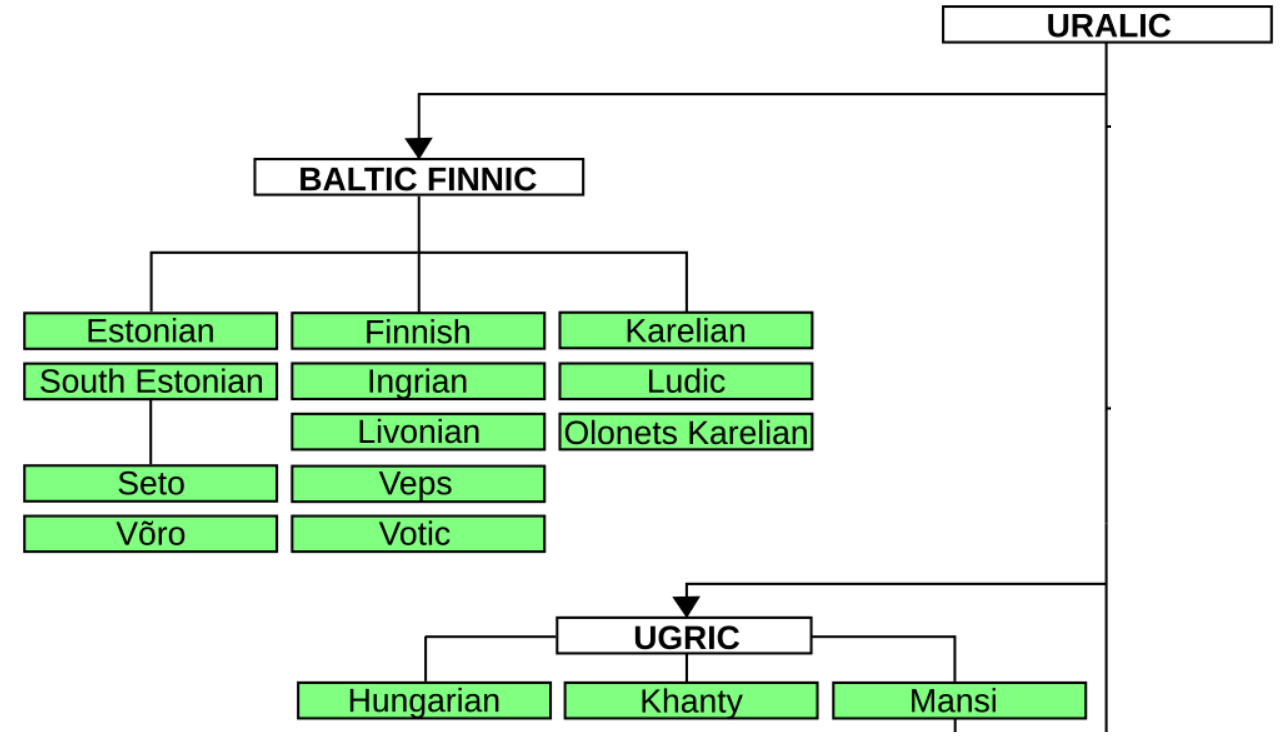 URALIC
BALTIC FINNIC
Estonian
Finnish
Karelian
South Estonian
Ingrian
Ludic
Livonian
Olonets Karelian
Seto
Veps
Võro
Votic
UGRIC
Hungarian
Khanty
Mansi